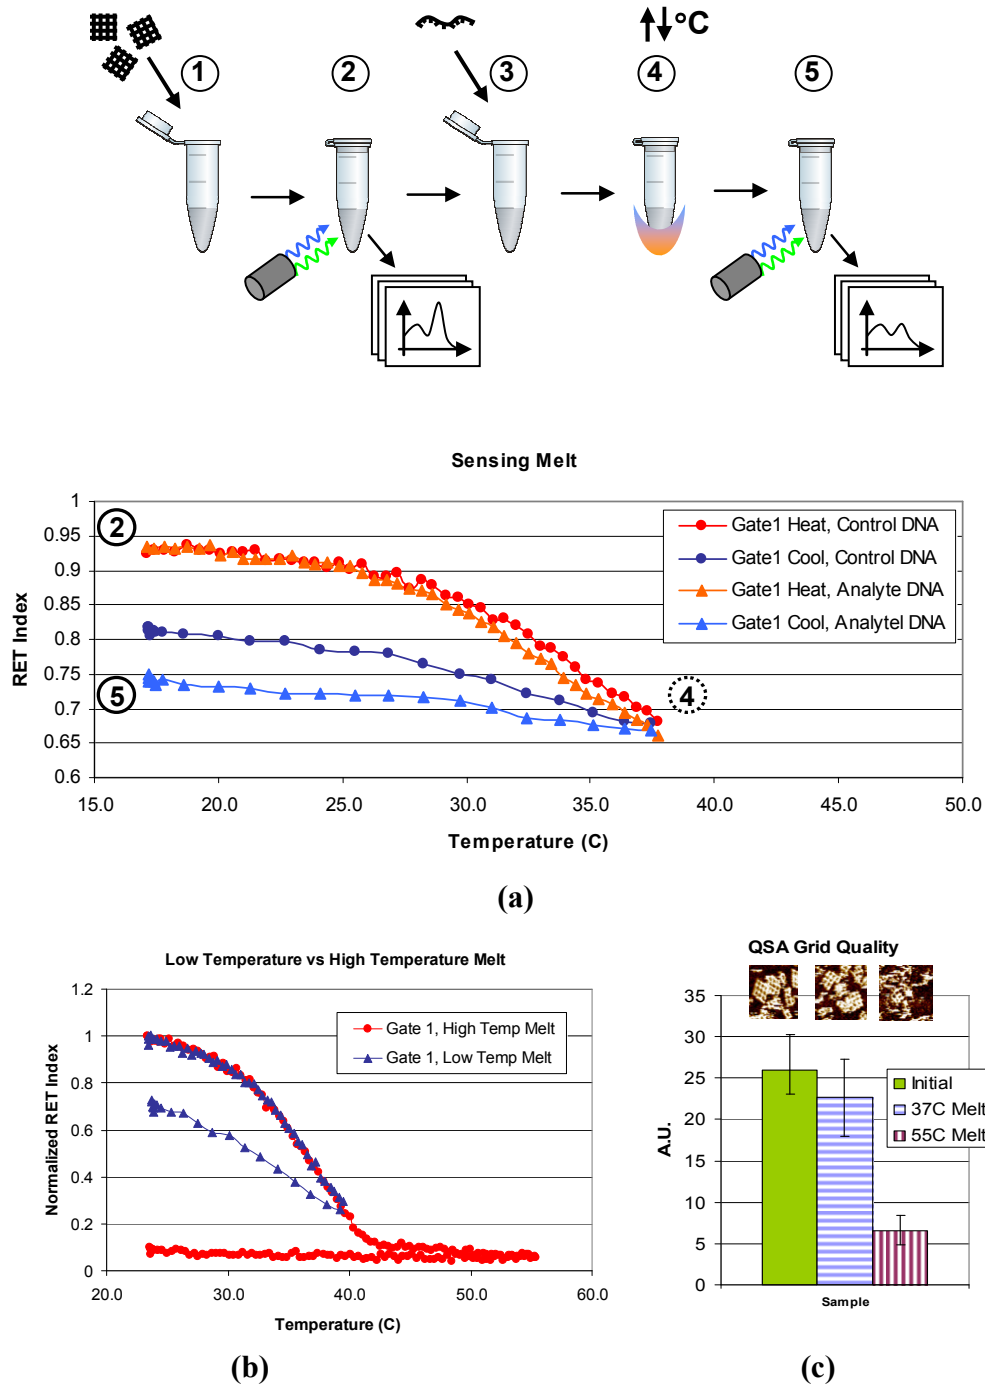 ↑↓°C
1 2 3 4 5
Sensing Melt
1
0.95
0.9
0.85
0.8
0.75
0.7
0.65
0.6
RET Index
2
5
4
Gate1 Heat, Control DNA
Gate1 Cool, Control DNA
Gate1 Heat, Analyte DNA
Gate1 Cool, Analytel DNA
15.0 20.0 25.0 30.0 35.0 40.0 45.0 50.0
Temperature (C)
(a)
Low Temperature vs High Temperature Melt
1.2
1
0.8
0.6
0.4
0.2
0
Normalized RET Index
Gate 1, High Temp Melt
Gate 1, Low Temp Melt
20.0 30.0 40.0 50.0 60.0
Temperature (C)
(b)
QSA Grid Quality
35
30
25
20
15
10
5
0
A.U.
Initial
37C Melt
55C Melt
Sample
(c)